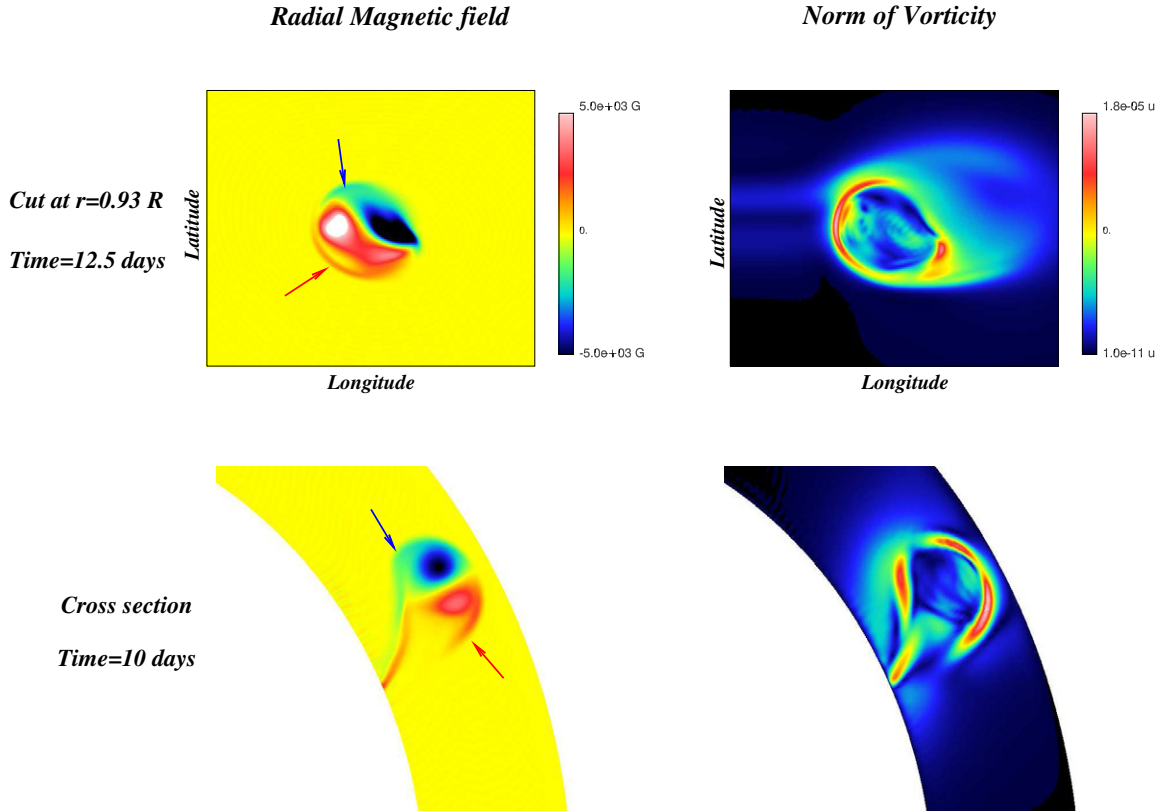 Radial Magnetic field
Norm of Vorticity
Cut at r=0.93 R
Time=12.5 days
Latitude
Longitude
5.0e+03 G
0.
-5.0e+03 G
Latitude
Longitude
1.8e-05 u
0.
1.0e-11 u
Cross section
Time=10 days